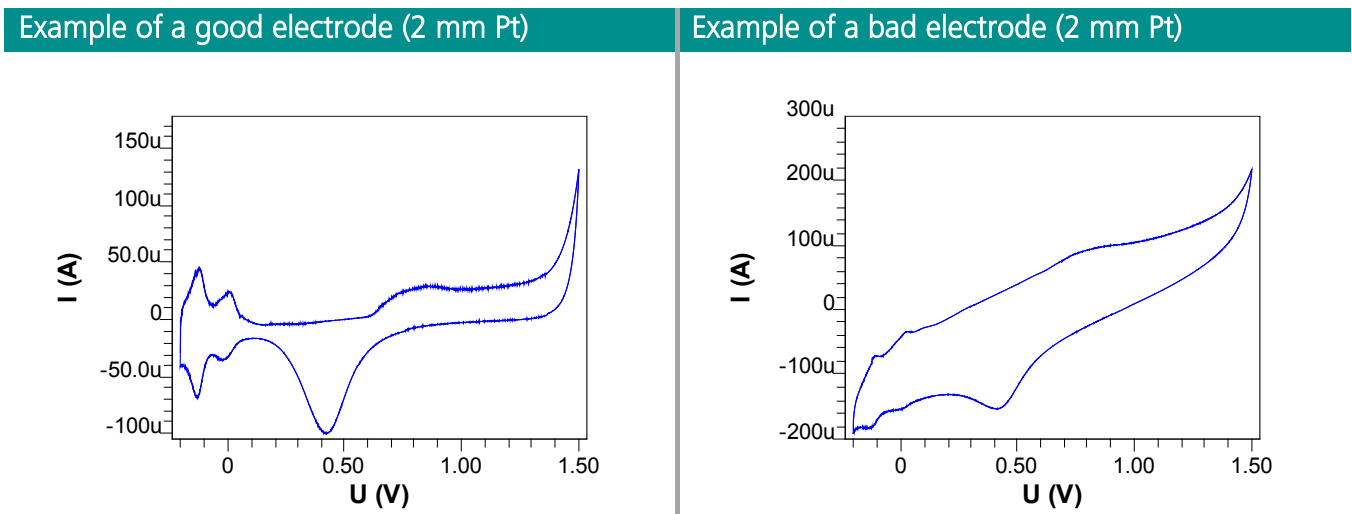 Example of a good electrode (2 mm Pt)
150u
100u
50.0u
0
-50.0u
-100u
I (A)
0 0.50 1.00 1.50
U (V)
Example of a bad electrode (2 mm Pt)
300u
200u
100u
0
-100u
-200u
I (A)
0 0.50 1.00 1.50
U (V)